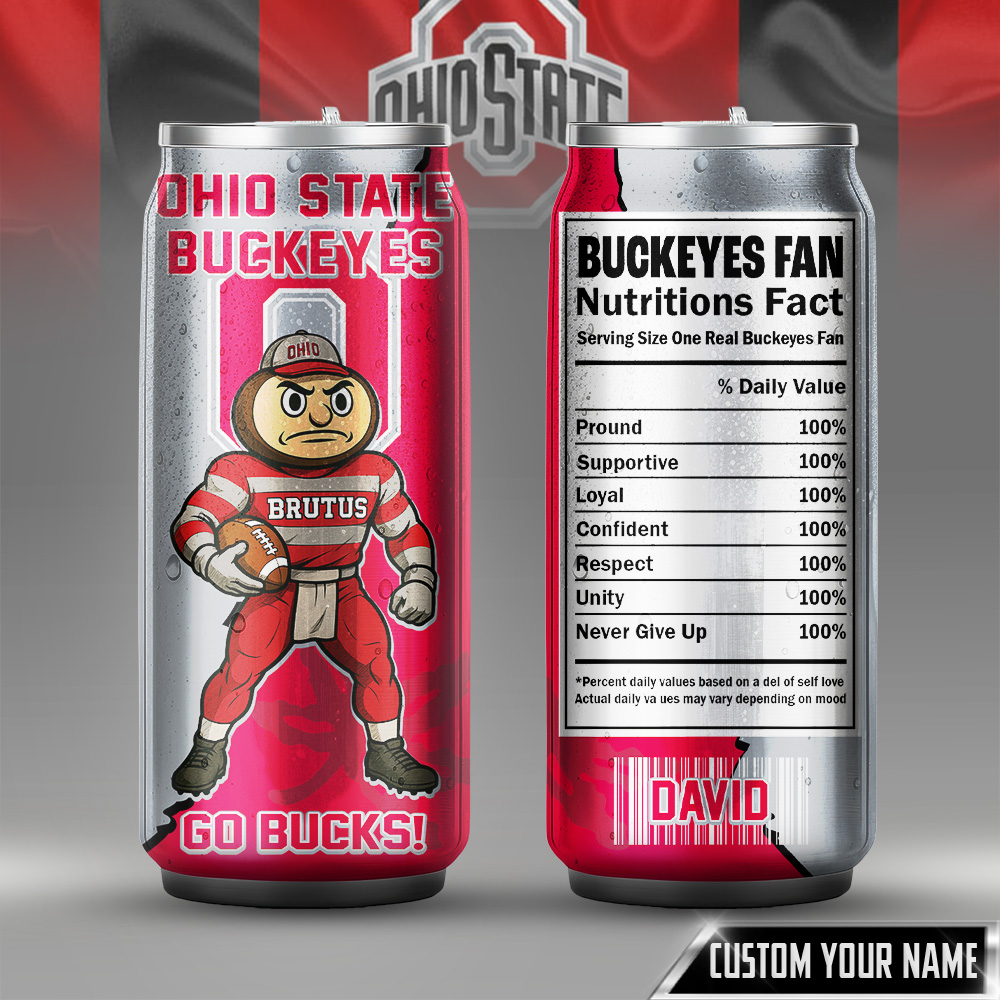 OHIO STATE
OHIO STATE
BUCKEYES
OHIO
BRUTUS
GO BUCKS!
BUCKEYES FAN
Nutritions Fact
Serving Size One Real Buckeyes Fan
% Daily Value
Pround 100%
Supportive 100%
Loyal 100%
Confident 100%
Respect 100%
Unity 100%
Never Give Up 100%
*Percent daily values based on a del of self love
Actual daily va ues may vary depending on mood
DAVID
CUSTOM YOUR NAME